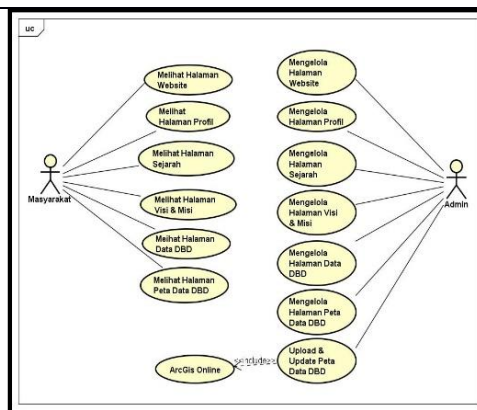 uc
Melihat Halaman
Website
Melihat
Halaman Profil
Melihat Halaman
Sejarah
Masyarakat
Melihat Halaman
Visi & Misi
Meihat Halaman
Data DBD
Melihat Halaman
Peta Data DBD
ArcGis Online
Mengelola
Halaman
Website
Mengelola
Halaman Profil
Mengelola
Halaman
Sejarah
Mengelola
Halaman Visi
& Misi
Mengelola
Halaman Data
DBD
Mengelola
Halaman Peta
Data DBD
Upload &
Update Peta
Data DBD
Admin